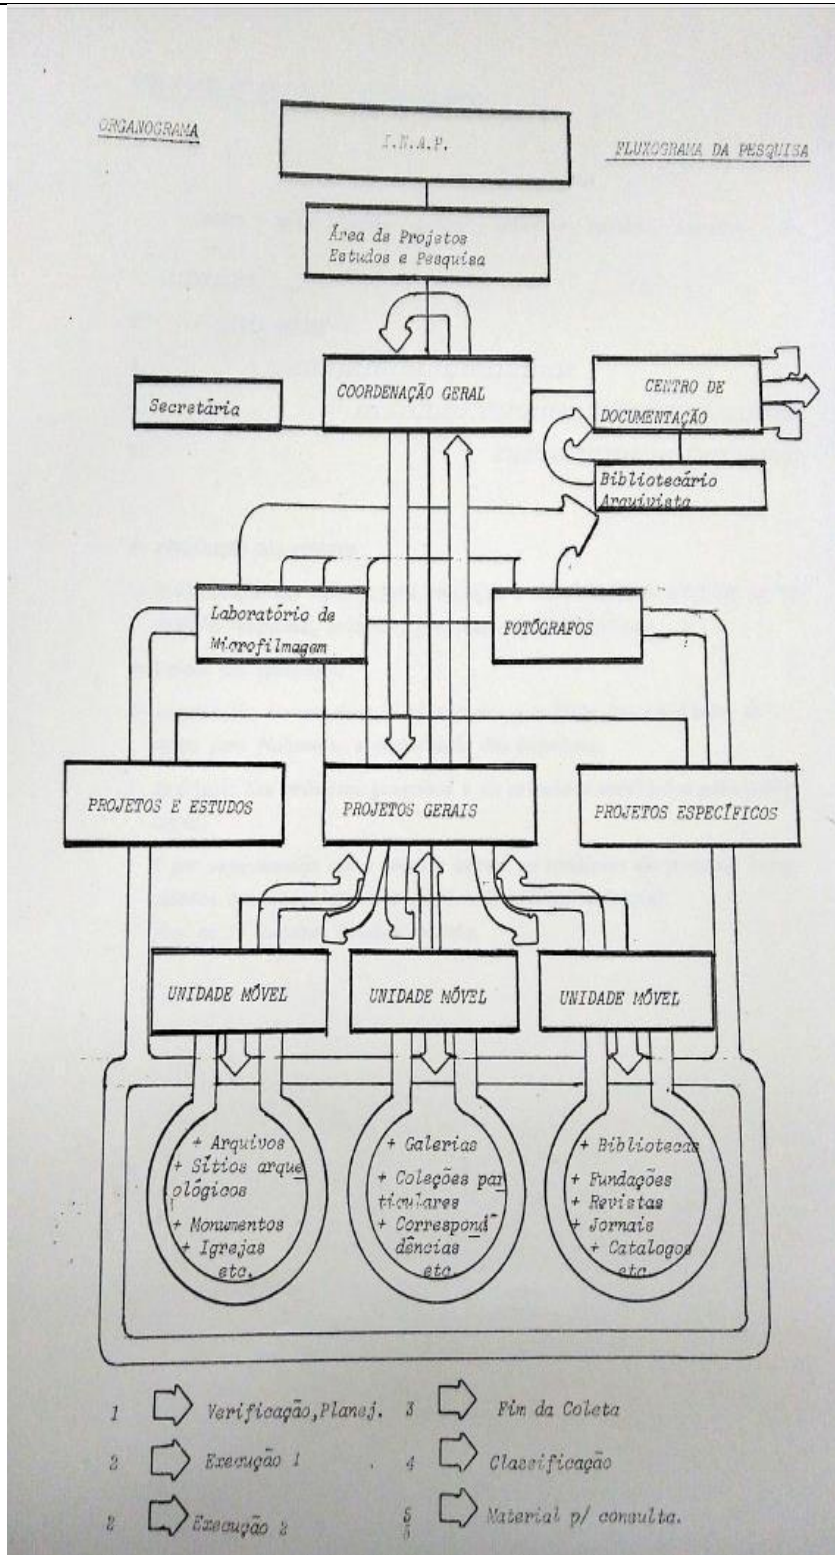 ORGANOGRAMA
I.N.A.P.
FLUXOGRAMA DA PESQUISA
Área de Projetos
Estudos e Pesquisa
Secretária
COORDENAÇÃO GERAL
CENTRO DE
DOCUMENTAÇÃO
Bibliotecário
Arquivista
Laboratório de
Microfilmagem
FOTÓGRAFOS
PROJETOS E ESTUDOS
PROJETOS GERAIS
PROJETOS ESPECÍFICOS
UNIDADE MÓVEL
UNIDADE MÓVEL
UNIDADE MÓVEL
+ Arquivos
+ Sítios arque
ológicos
+ Monumentos
+ Igrejas
etc.
+ Galerias
+ Coleções par
ticulares
+ Correspond
dências
etc.
+ Bibliotecas
+ Fundações
+ Revistas
+ Jornais
+ Catalogos
etc.
1 Verificação,Planej.
2 Execução 1
2 Execução 2
3 Fim da Coleta
4 Classificação
5 Material p/ consulta.
5